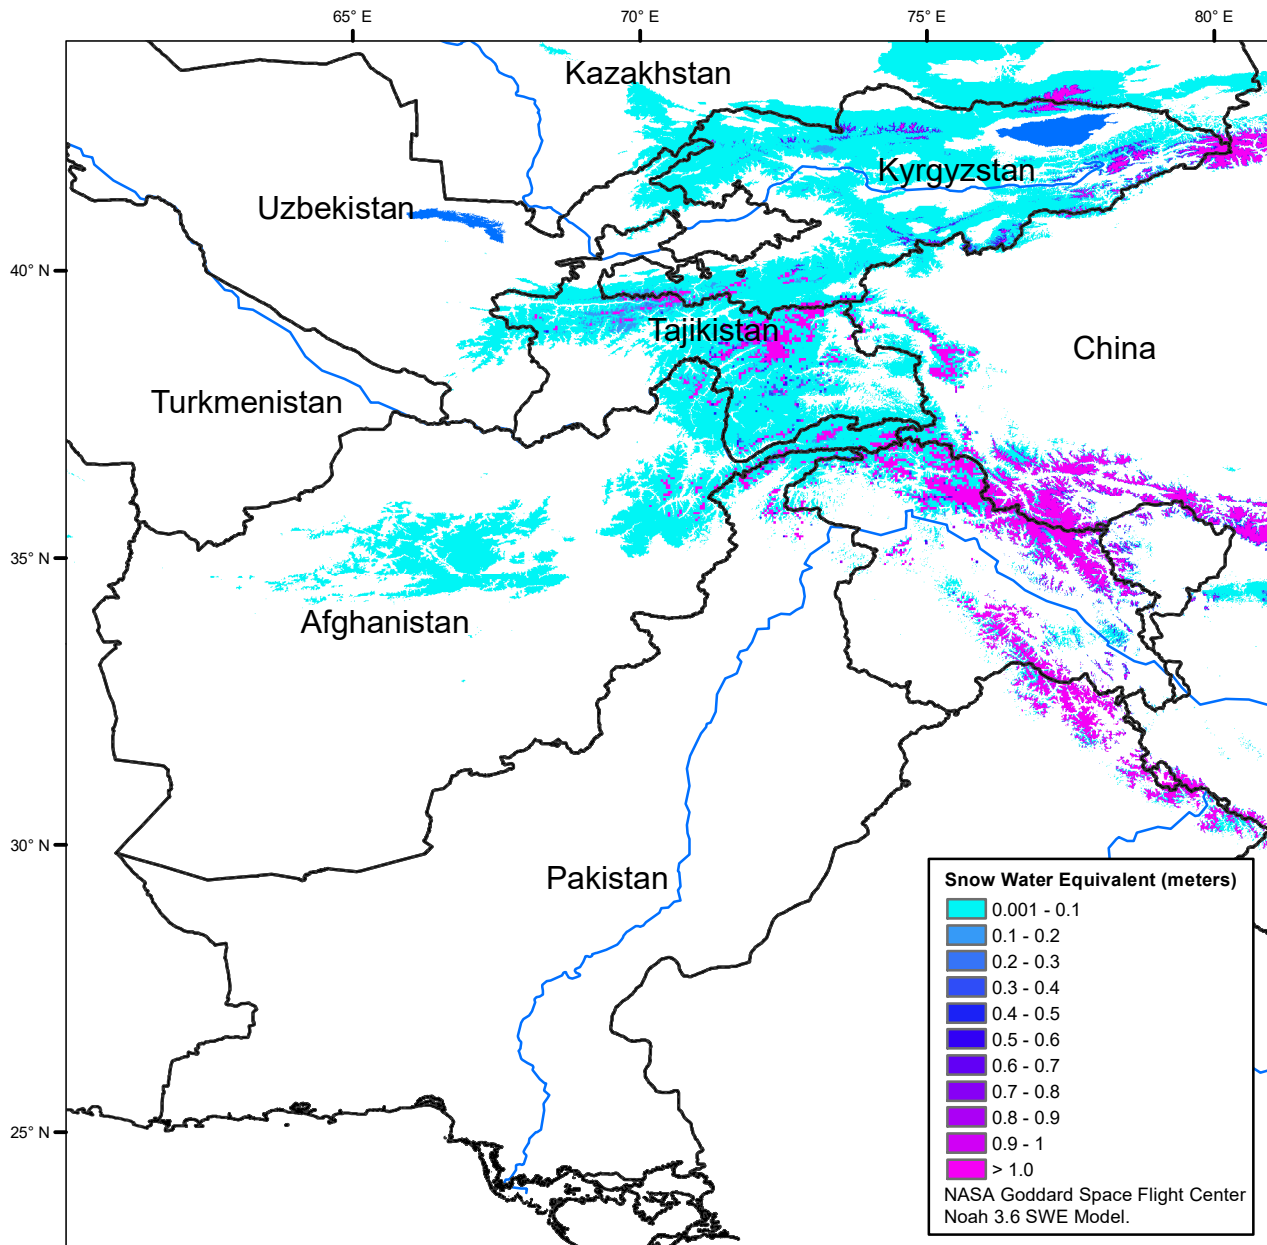 65° E
70° E
75° E
80° E
Kazakhstan
Kyrgyzstan
Uzbekistan
40° N
Tajikistan
China
Turkmenistan
35° N
Afghanistan
30° N
Pakistan
25° N
Snow Water Equivalent (meters)
0.001 - 0.1
0.1 - 0.2
0.2 - 0.3
0.3 - 0.4
0.4 - 0.5
0.5 - 0.6
0.6 - 0.7
0.7 - 0.8
0.8 - 0.9
0.9 - 1
> 1.0
NASA Goddard Space Flight Center
Noah 3.6 SWE Model.